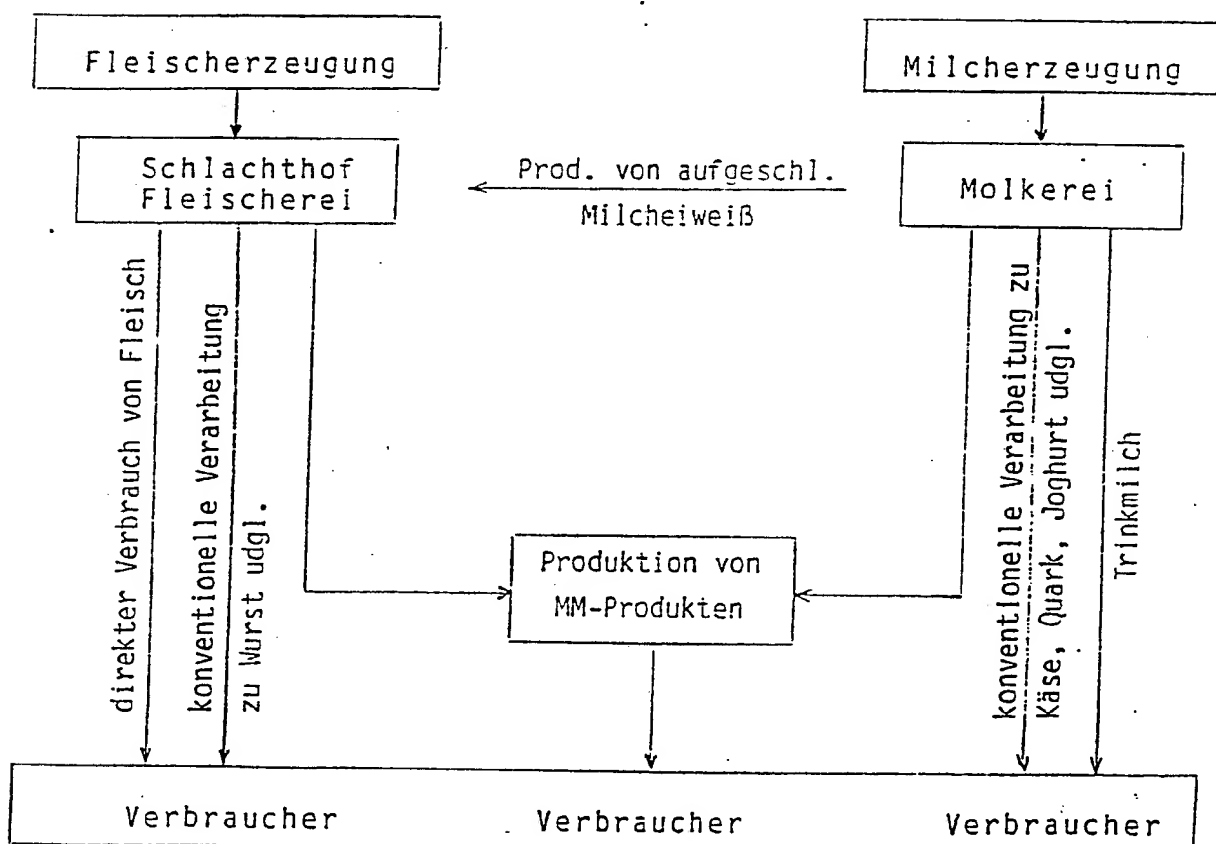 Fleischerzeugung
Milcherzeugung
Schlachthof
Fleischerei
Prod. von aufgeschl.
Milcheiweiß
Molkerei
direkter Verbrauch von Fleisch
konventionelle Verarbeitung
zu Wurst udgl.
Produktion von
MM-Produkten
konventionelle Verarbeitung zu
Käse, Quark, Joghurt udgl.
Trinkmilch
Verbraucher
Verbraucher
Verbraucher